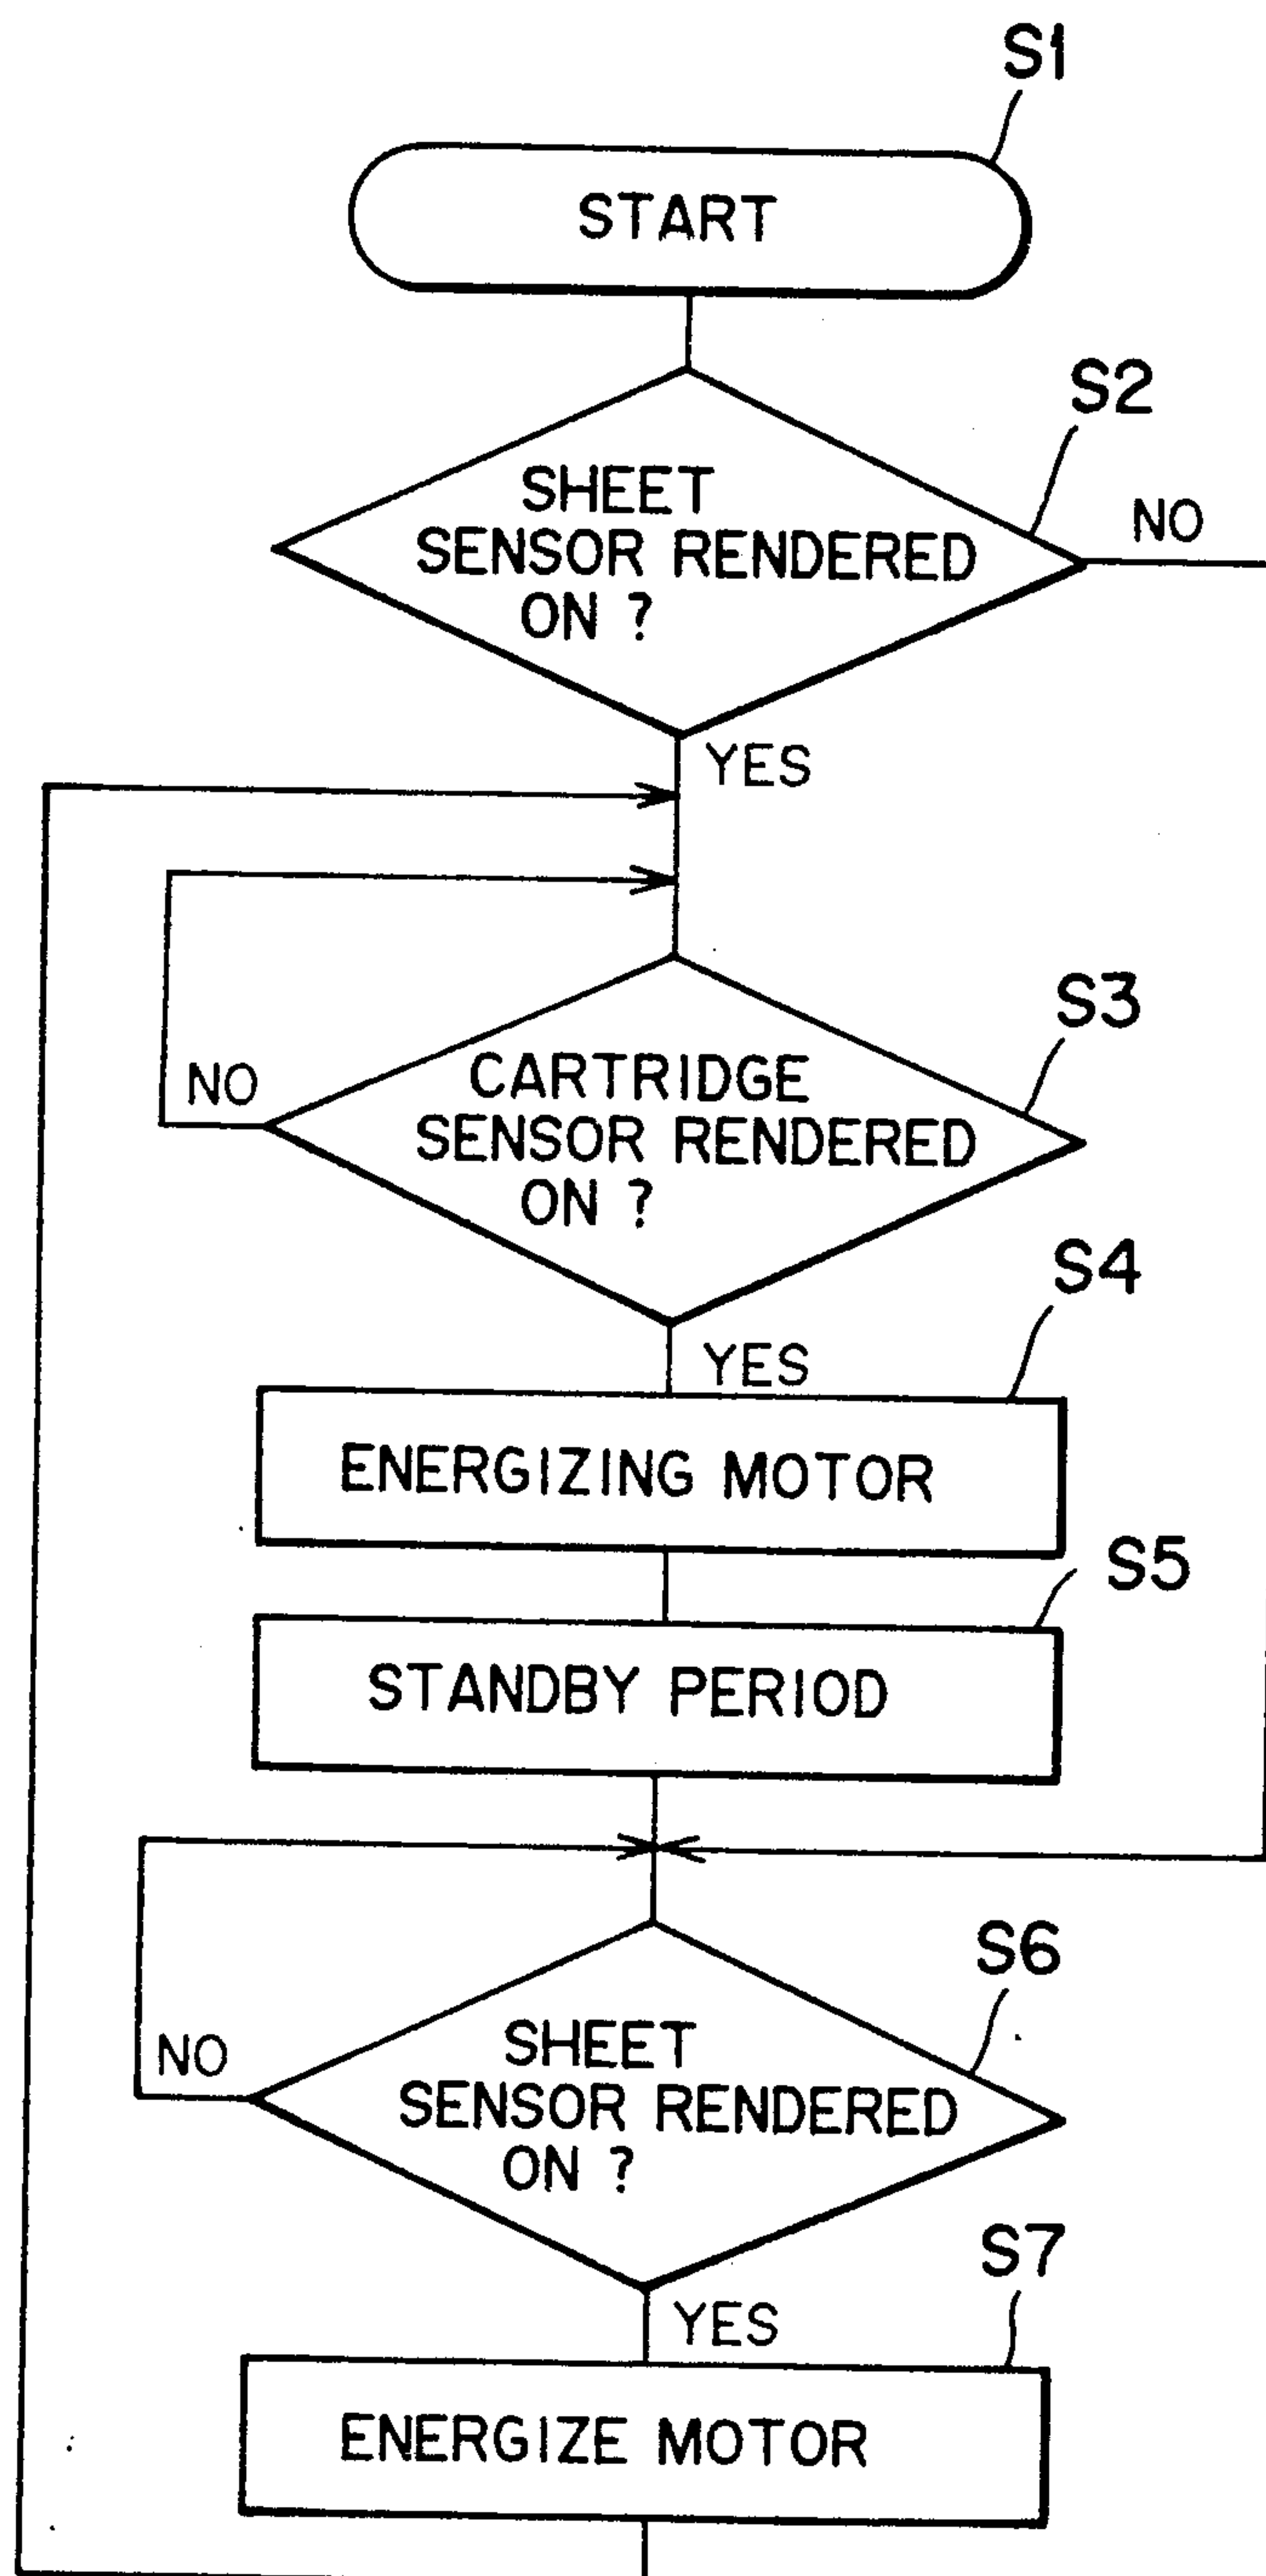 S1
START
S2
SHEET
SENSOR RENDERED
ON ?
NO
YES
S3
CARTRIDGE
SENSOR RENDERED
ON ?
NO
YES
S4
ENERGIZING MOTOR
S5
STANDBY PERIOD
S6
SHEET
SENSOR RENDERED
ON ?
NO
YES
S7
ENERGIZE MOTOR